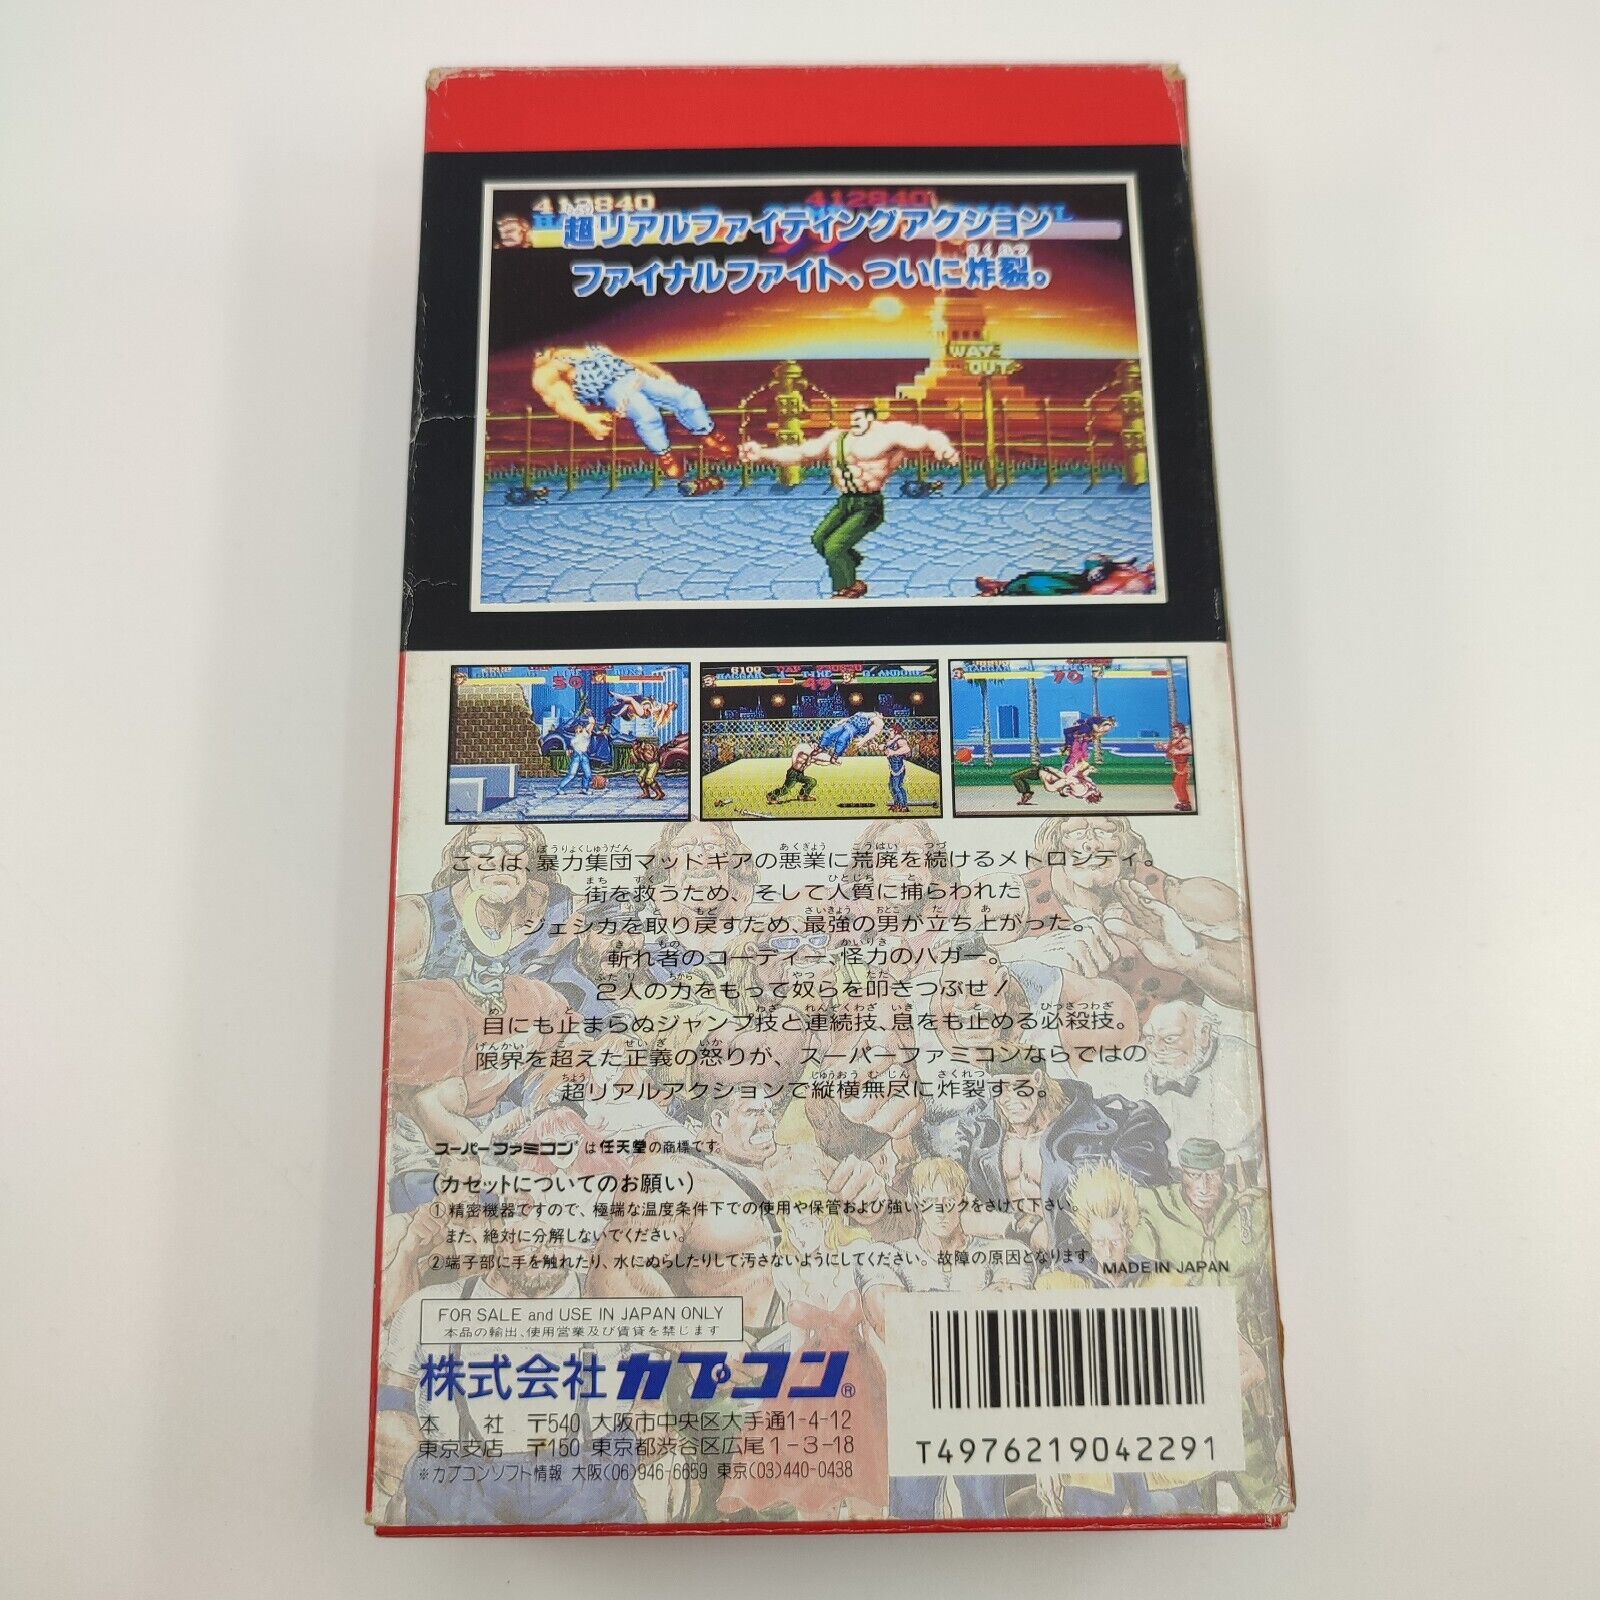 412840
412840
超リアルファイティングアクション
ファイナルファイト、ついに炸裂。
WAY
OUT
TIME
50
6100
HAGGAR
TIME
G.ANDORE
49
HAGGAR
70
ここは、暴力集団マッドギアの悪業に荒廃を続けるメトロシティ。
街を救うため、そして人質に捕らわれた
ジェシカを取り戻すため、最強の男が立ち上がった。
斬れ者のコーディー、怪力のハガー。
2人の力をもって奴らを叩きつぶせ!
目にも止まらぬジャンプ技と連続技、息をも止める必殺技。
限界を超えた正義の怒りが、スーパーファミコンならではの
超リアルアクションで縦横無尽に炸裂する。
スーパーファミコン®は任天堂の商標です。
(カセットについてのお願い)
①精密機器ですので、極端な温度条件下での使用や保管および強いショックをさけて下さい。
また、絶対に分解しないでください。
②端子部に手を触れたり、水にぬらしたりして汚さないようにしてください。故障の原因となります。
MADE IN JAPAN
FOR SALE and USE IN JAPAN ONLY
本品の輸出、使用営業及び賃貸を禁じます
株式会社カプコン®
本 社 〒540 大阪市中央区大手通1-4-12
東京支店 〒150 東京都渋谷区広尾1-3-18
※カプコンソフト情報 大阪(06)946-6659 東京(03)440-0438
T4976219042291